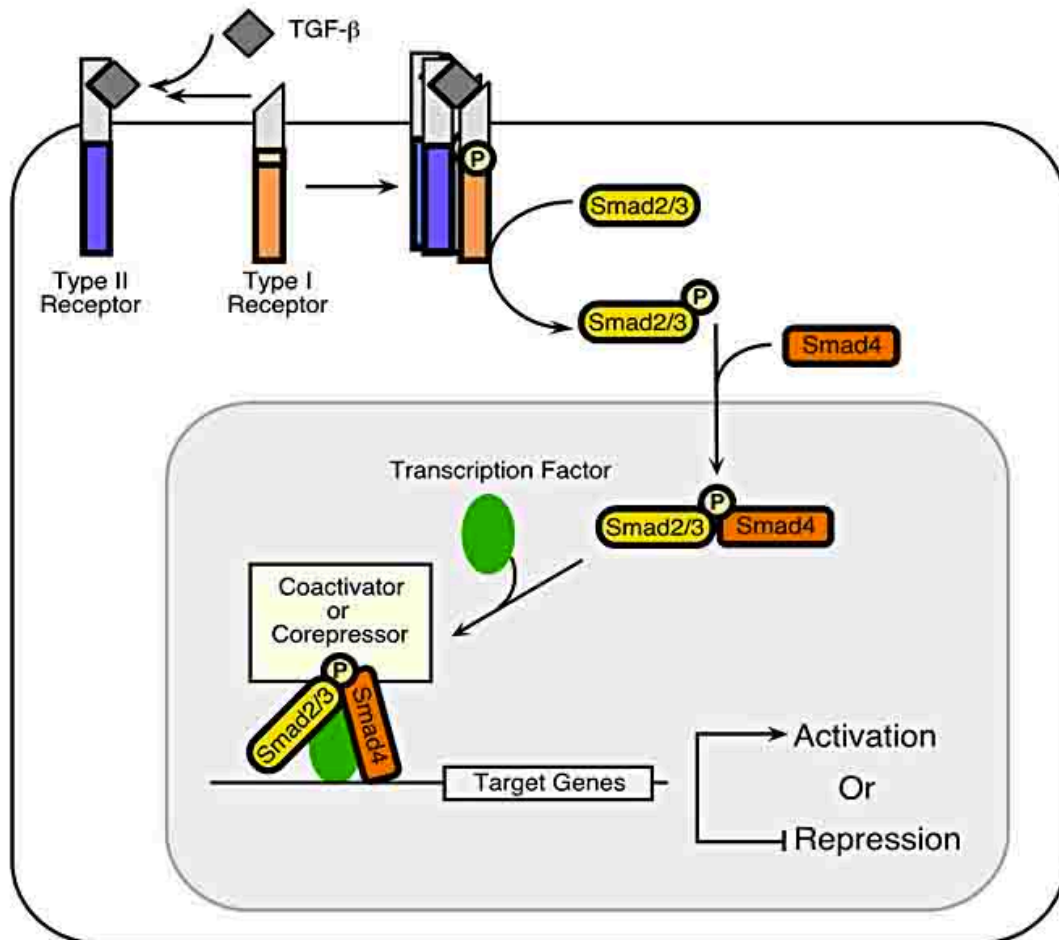 TGF-β
Type II
Receptor
Type I
Receptor
P
Smad2/3
P
Smad2/3
Smad4
Transcription Factor
P
Smad2/3
Smad4
Coactivator
or
Corepressor
P
Smad2/3
Smad4
Target Genes
Activation
Or
Repression